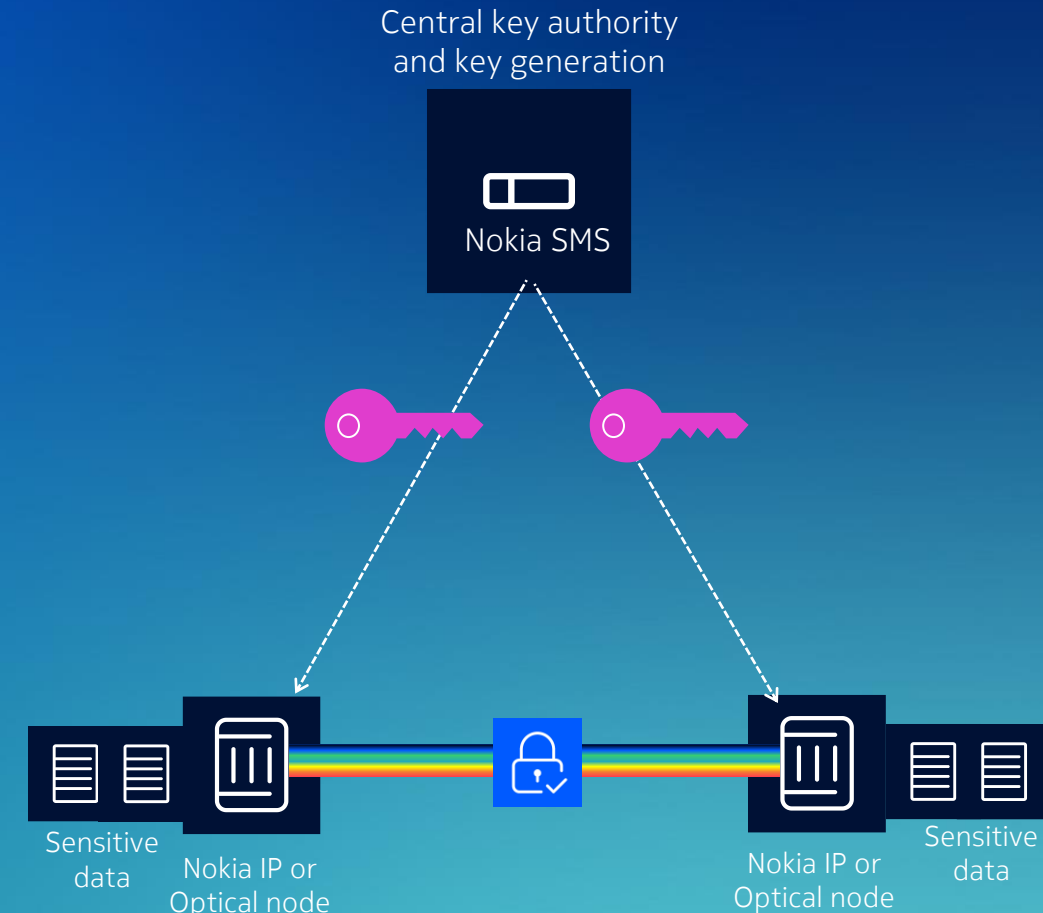 Central key authority
and key generation
Nokia SMS
Sensitive
data
Nokia IP or
Optical node
Nokia IP or
Optical node
Sensitive
data